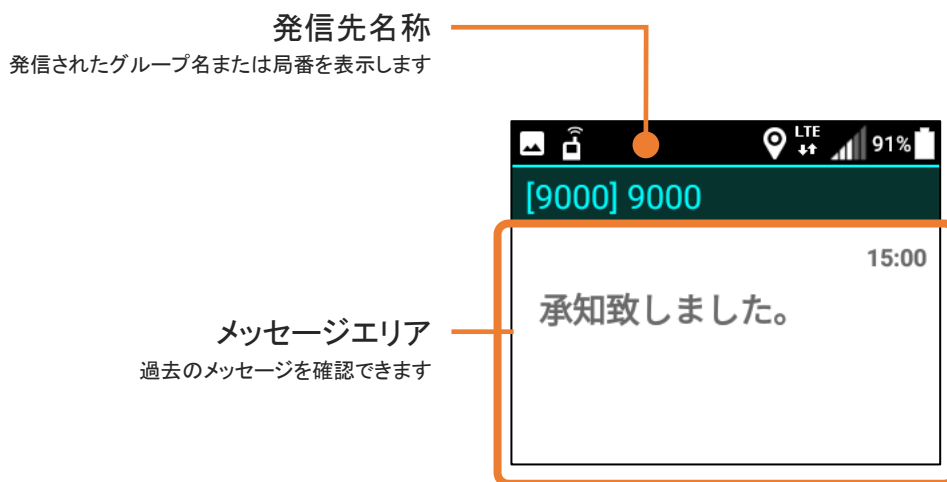 発信先名称
発信されたグループ名または局番を表示します
LTE
91%
[9000] 9000
15:00
承知致しました。
メッセージエリア
過去のメッセージを確認できます